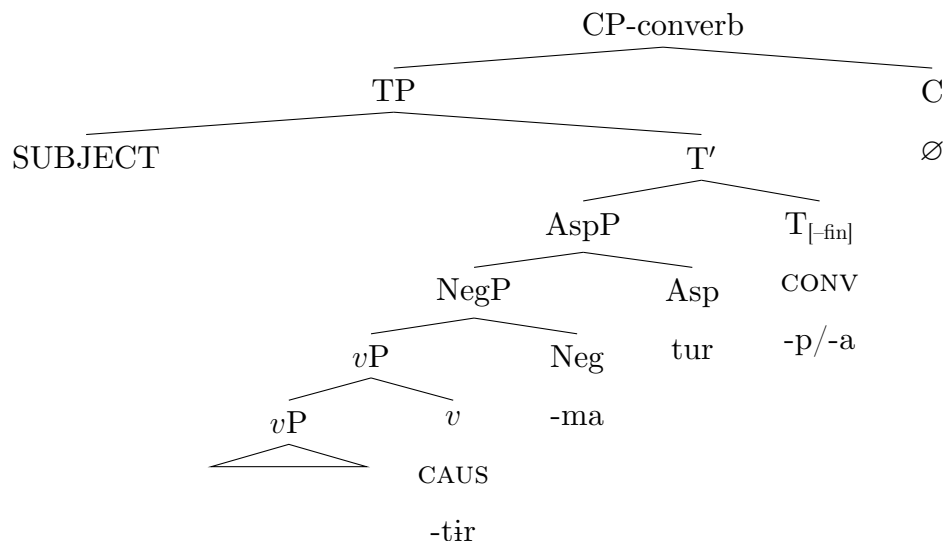 CP-converb
TP C
SUBJECT T′ ∅
AspP T[–fin]
NegP Asp CONV
vP Neg tur -p/-a
vP v -ma
CAUS
-tɨr